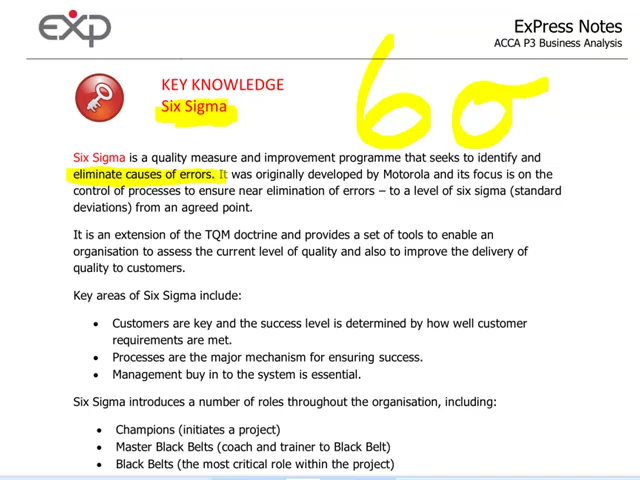 exp
ExPress Notes
ACCA P3 Business Analysis
KEY KNOWLEDGE
Six Sigma
6σ
Six Sigma is a quality measure and improvement programme that seeks to identify and
eliminate causes of errors. It was originally developed by Motorola and its focus is on the
control of processes to ensure near elimination of errors – to a level of six sigma (standard
deviations) from an agreed point.
It is an extension of the TQM doctrine and provides a set of tools to enable an
organisation to assess the current level of quality and also to improve the delivery of
quality to customers.
Key areas of Six Sigma include:
• Customers are key and the success level is determined by how well customer
requirements are met.
• Processes are the major mechanism for ensuring success.
• Management buy in to the system is essential.
Six Sigma introduces a number of roles throughout the organisation, including:
• Champions (initiates a project)
• Master Black Belts (coach and trainer to Black Belt)
• Black Belts (the most critical role within the project)